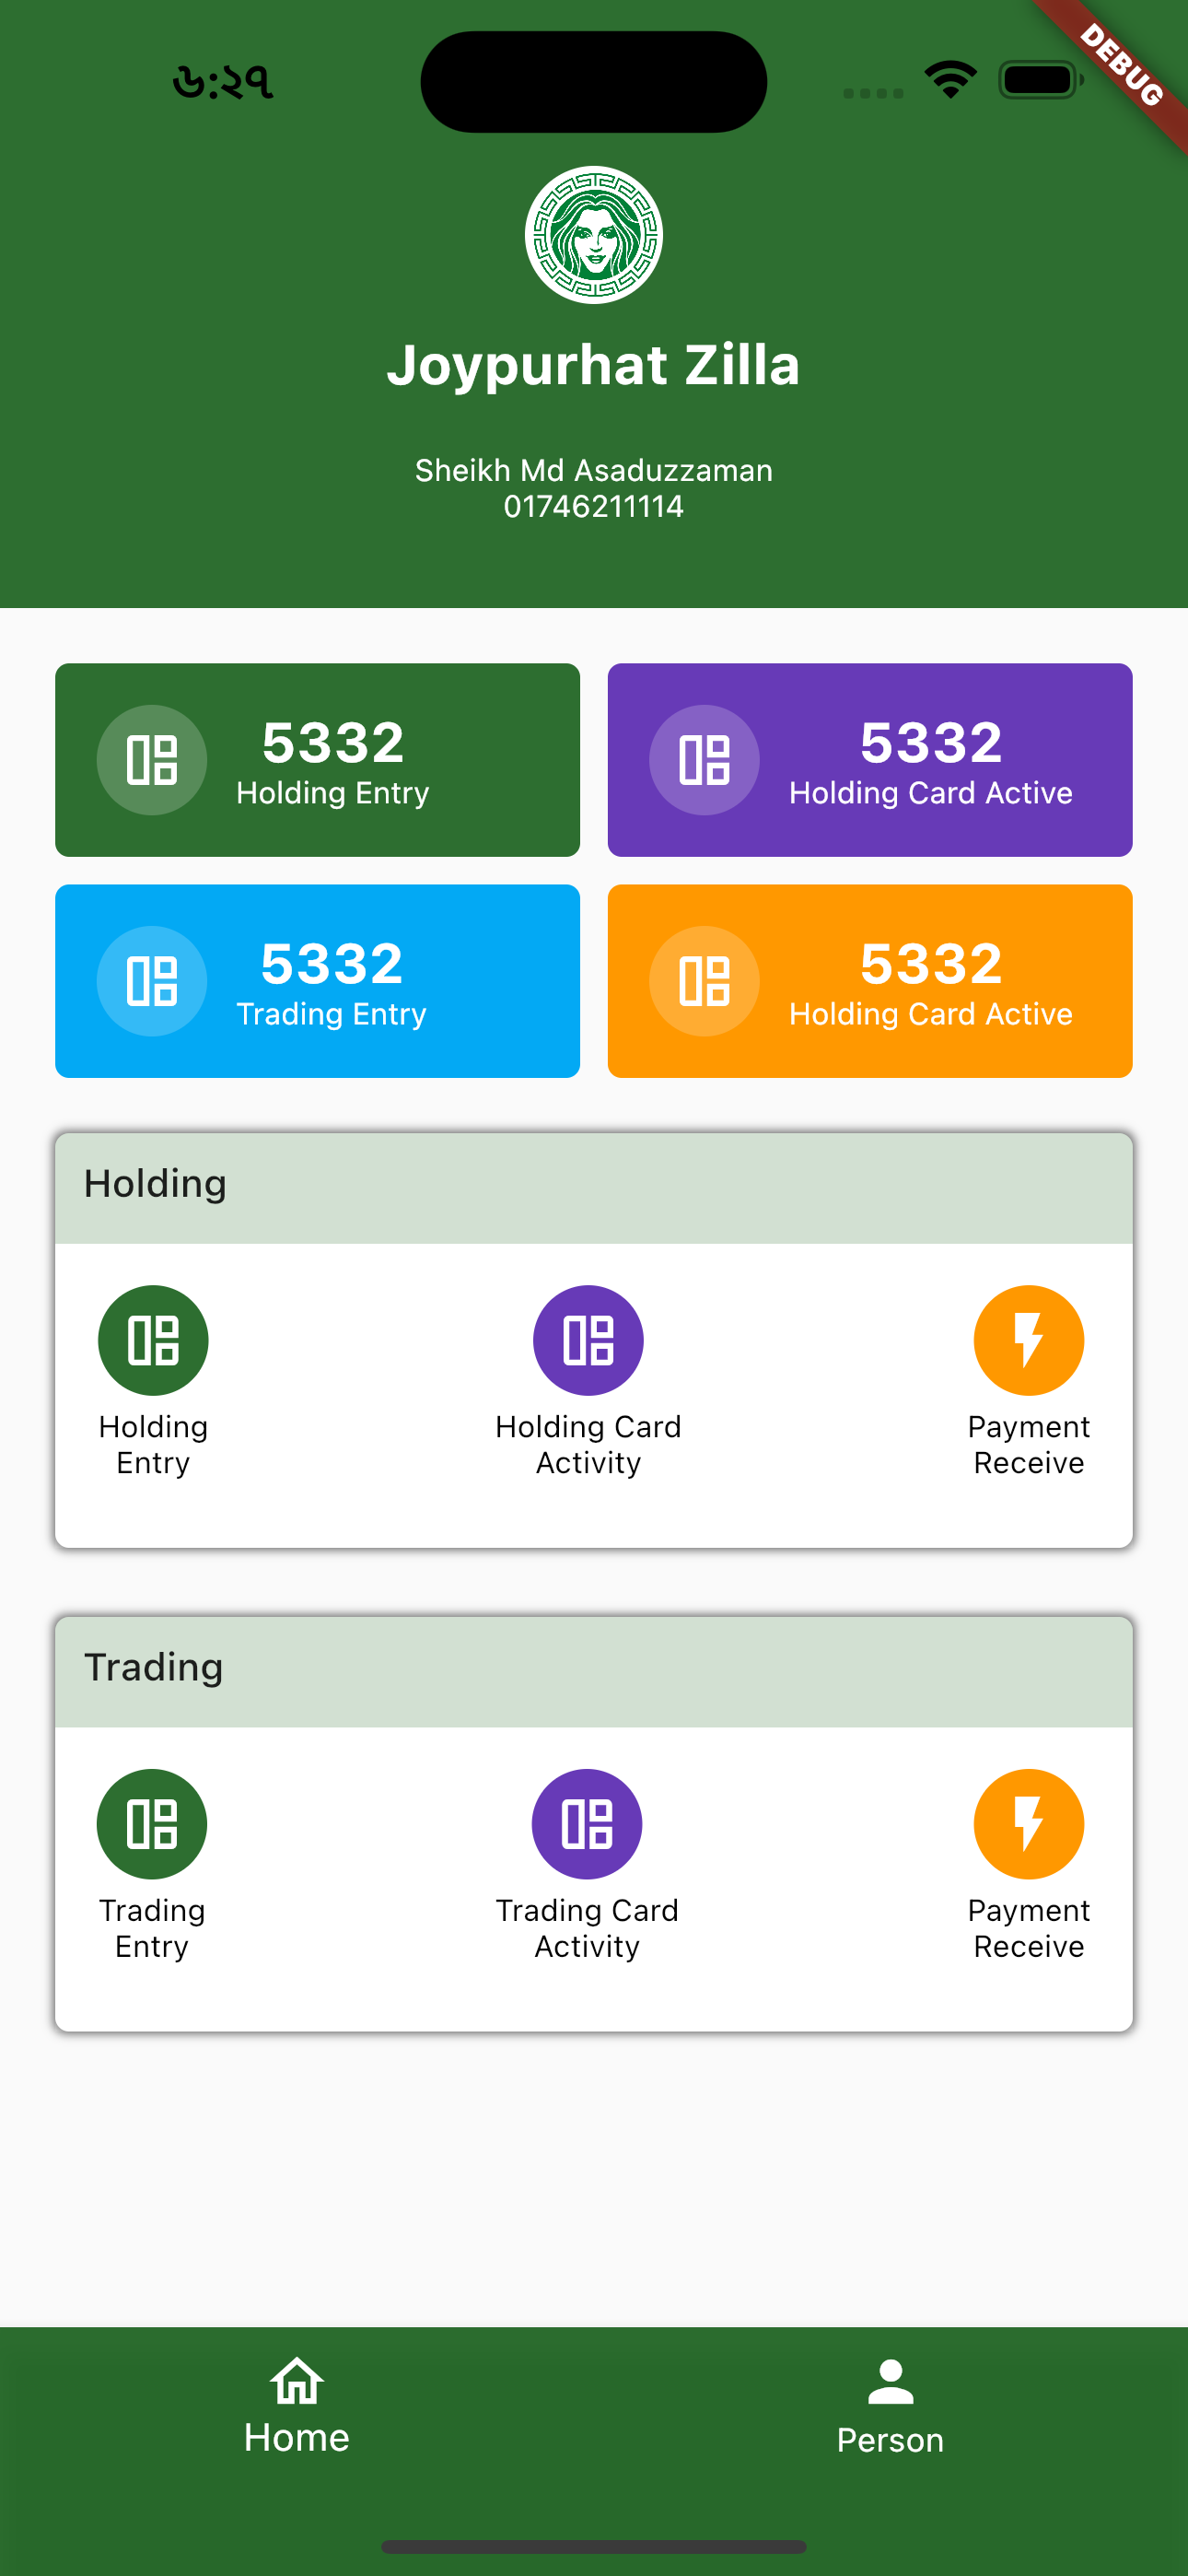 ৬:২৭
DEBUG
Joypurhat Zilla
Sheikh Md Asaduzzaman
01746211114
5332
Holding Entry
5332
Holding Card Active
5332
Trading Entry
5332
Holding Card Active
Holding
Holding
Entry
Holding Card
Activity
Payment
Receive
Trading
Trading
Entry
Trading Card
Activity
Payment
Receive
Home
Person